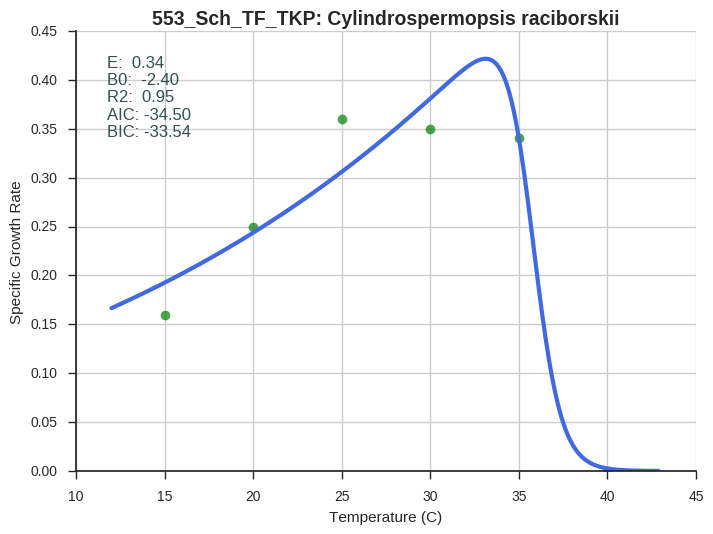 553_Sch_TF_TKP: Cylindrospermopsis raciborskii
E: 0.34
B0: -2.40
R2: 0.95
AIC: -34.50
BIC: -33.54
Specific Growth Rate
0.45
0.40
0.35
0.30
0.25
0.20
0.15
0.10
0.05
0.00
10 15 20 25 30 35 40 45
Temperature (C)